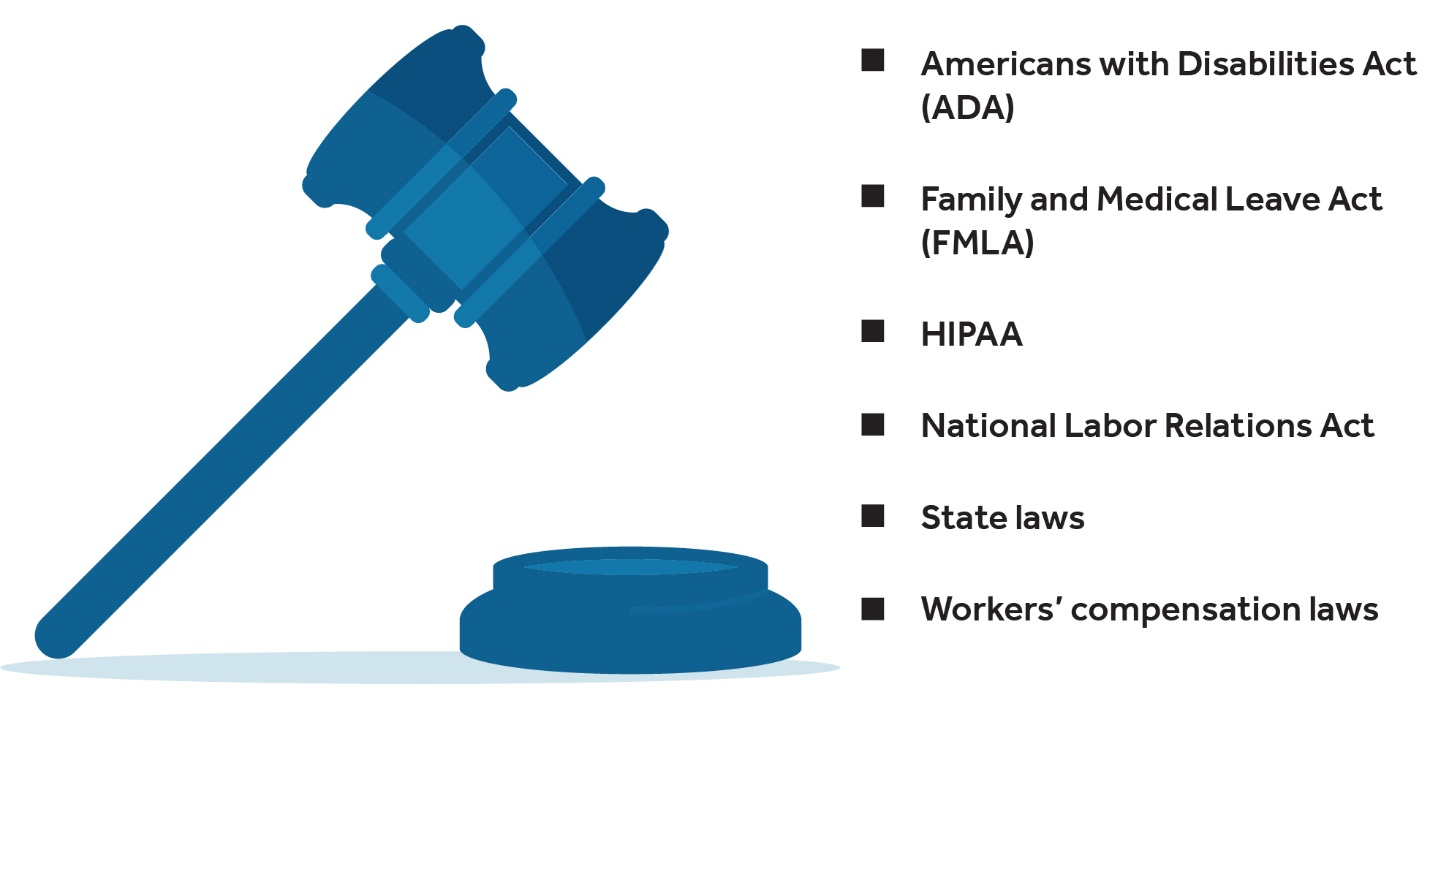 ■ Americans with Disabilities Act
(ADA)
■ Family and Medical Leave Act
(FMLA)
■ HIPAA
■ National Labor Relations Act
■ State laws
■ Workers’ compensation laws